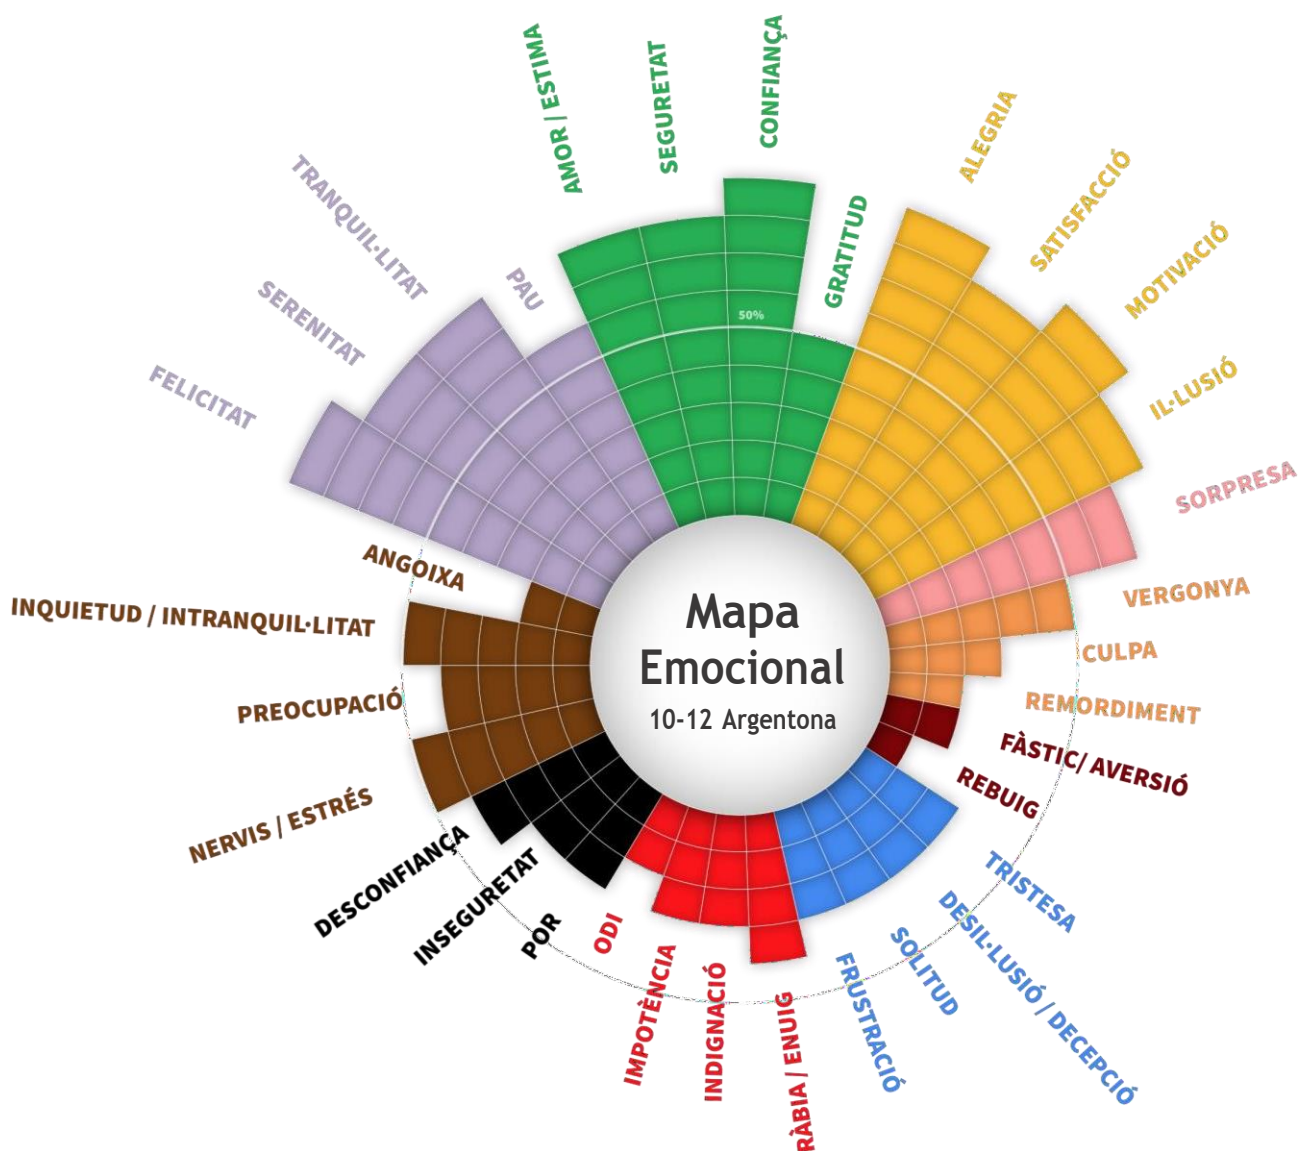 AMOR / ESTIMA
SEGURETAT
CONFIANÇA
GRATITUD
ALEGRIA
SATISFACCIÓ
MOTIVACIÓ
IL·LUSIÓ
SORPRESA
VERGONYA
CULPA
REMORDIMENT
FÀSTIC/ AVERSIÓ
REBUIG
TRISTESA
DESIL·LUSIÓ / DECEPCIÓ
SOLITUD
FRUSTRACIÓ
RÀBIA / ENUIG
INDIGNACIÓ
IMPOTÈNCIA
ODI
POR
INSEGURETAT
DESCONFIANÇA
NERVIS / ESTRÉS
PREOCUPACIÓ
INQUIETUD / INTRANQUIL·LITAT
ANGOIXA
FELICITAT
SERENITAT
TRANQUIL·LITAT
PAU
50%
Mapa
Emocional
10-12 Argentona